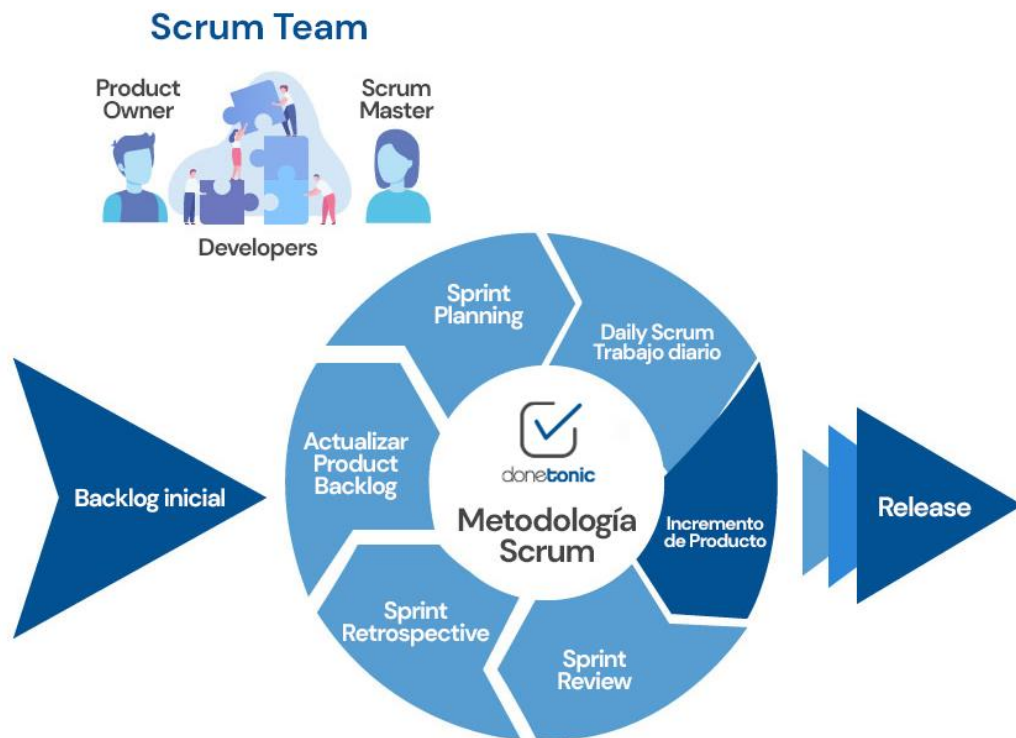 Scrum Team
Product
Owner
Scrum
Master
Developers
Sprint
Planning
Daily Scrum
Trabajo diario
Actualizar
Product
Backlog
Backlog inicial
donetonic
Metodología
Scrum
Incremento
de Producto
Release
Sprint
Retrospective
Sprint
Review